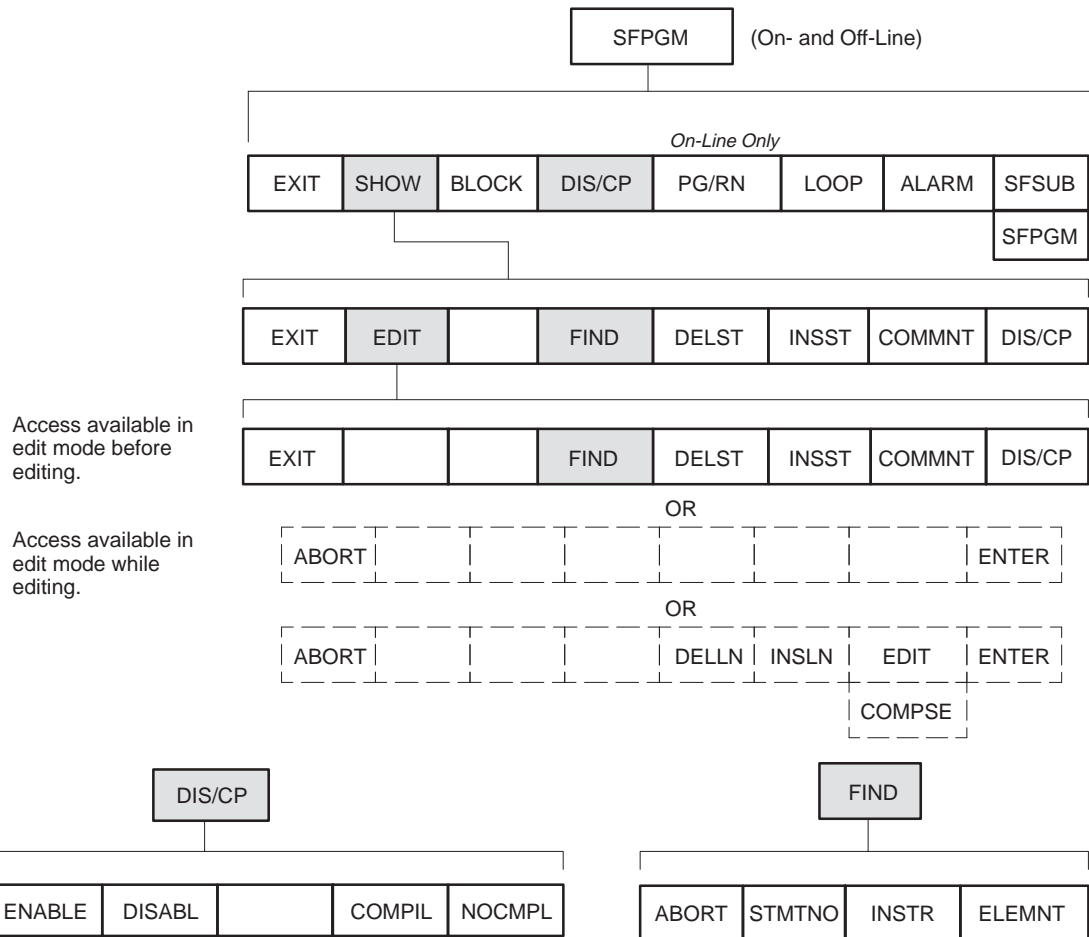 SFPGM (On- and Off-Line)
On-Line Only
EXIT SHOW BLOCK DIS/CP PG/RN LOOP ALARM SFSUB
SFPGM
EXIT EDIT FIND DELST INSST COMMNT DIS/CP
Access available in
edit mode before
editing.
EXIT FIND DELST INSST COMMNT DIS/CP
OR
Access available in
edit mode while
editing.
ABORT ENTER
OR
ABORT DELLN INSLN EDIT ENTER
COMPSE
DIS/CP FIND
ENABLE DISABL COMPIL NOCMPL ABORT STMTNO INSTR ELEMNT